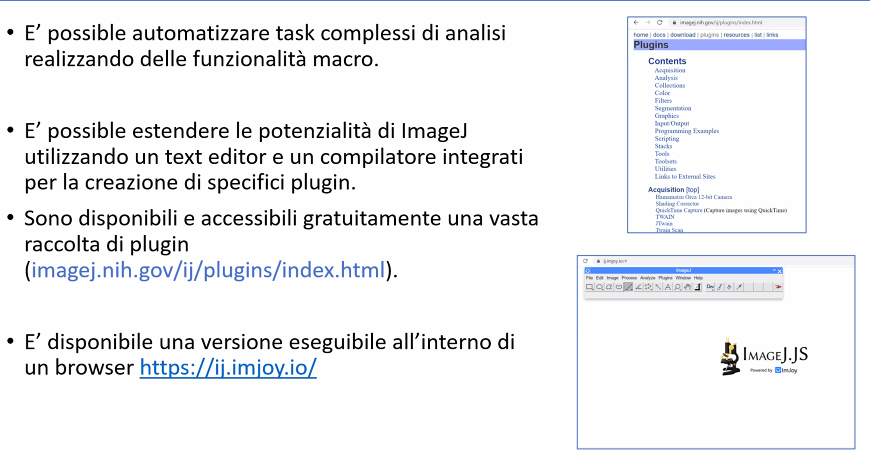 • E’ possibile automatizzare task complessi di analisi
realizzando delle funzionalità macro.
• E’ possibile estendere le potenzialità di ImageJ
utilizzando un text editor e un compilatore integrati
per la creazione di specifici plugin.
• Sono disponibili e accessibili gratuitamente una vasta
raccolta di plugin
(imagej.nih.gov/ij/plugins/index.html).
• E’ disponibile una versione eseguibile all’interno di
un browser https://ij.imjoy.io/
imagej.nih.gov/ij/plugins/index.html
home | docs | download | plugins | resources | list | links
Plugins
Contents
Acquisition
Analysis
Collections
Color
Filters
Segmentation
Graphics
Input/Output
Programming Examples
Scripting
Stacks
Tools
Toolsets
Utilities
Links to External Sites
Acquisition [top]
Hamamatsu Orca 12-bit Camera
Shading Corrector
QuickTime Capture (Capture images using QuickTime)
TWAIN
JTwain
Twain Scan
ij.imjoy.io/#
ImageJ
File Edit Image Process Analyze Plugins Window Help
Dev
IMAGEJ.JS
Powered by ImJoy